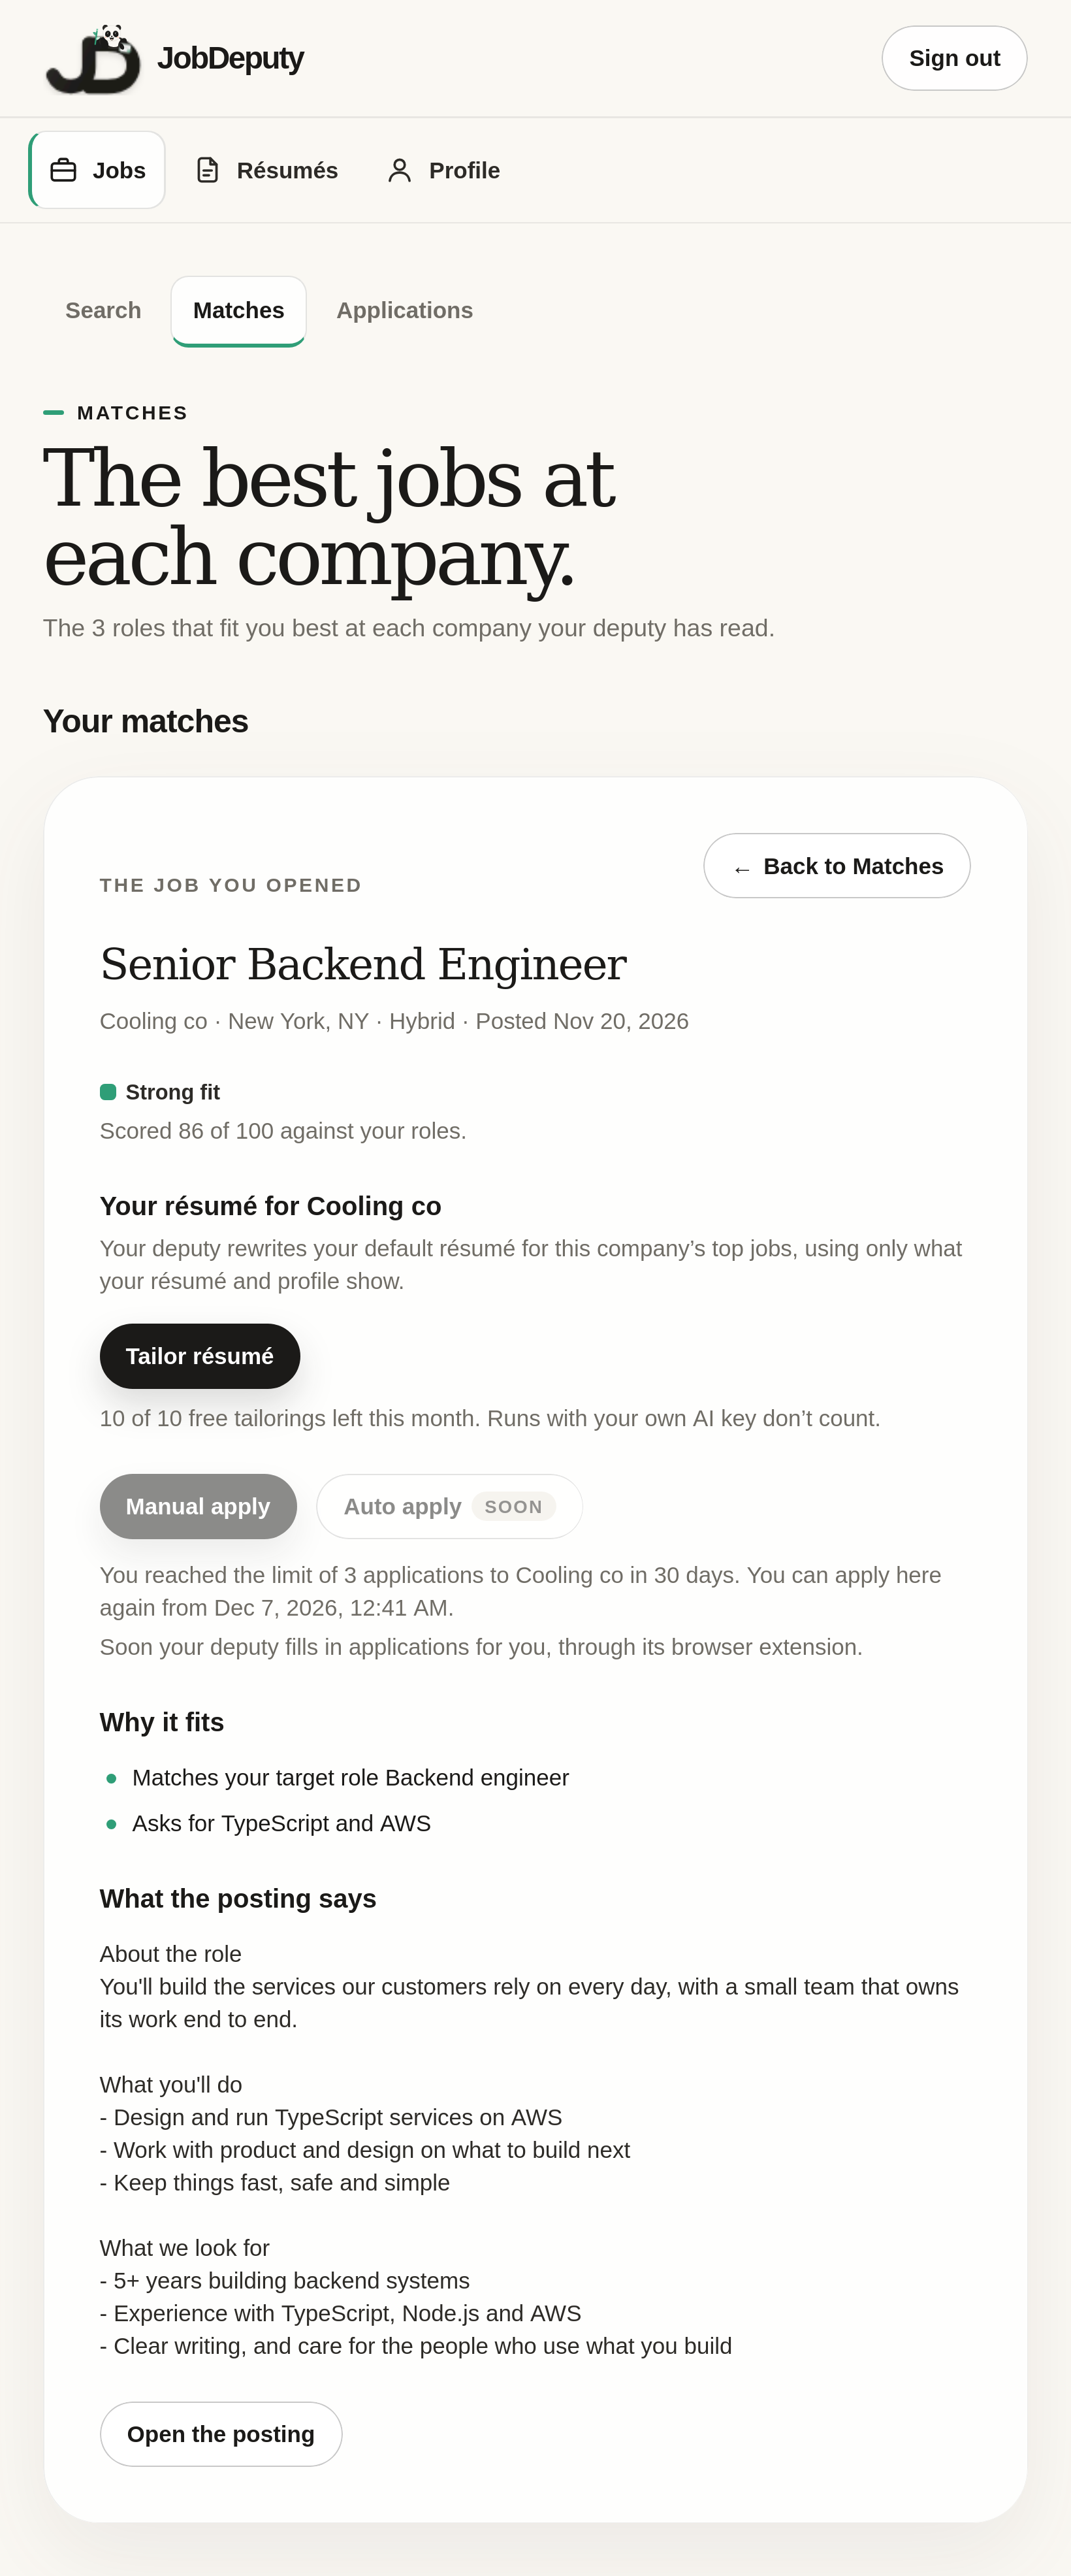 JobDeputy
Sign out
Jobs
Résumés
Profile
Search
Matches
Applications
MATCHES
The best jobs at
each company.
The 3 roles that fit you best at each company your deputy has read.
Your matches
THE JOB YOU OPENED
← Back to Matches
Senior Backend Engineer
Cooling co · New York, NY · Hybrid · Posted Nov 20, 2026
Strong fit
Scored 86 of 100 against your roles.
Your résumé for Cooling co
Your deputy rewrites your default résumé for this company’s top jobs, using only what
your résumé and profile show.
Tailor résumé
10 of 10 free tailorings left this month. Runs with your own AI key don’t count.
Manual apply
Auto apply SOON
You reached the limit of 3 applications to Cooling co in 30 days. You can apply here
again from Dec 7, 2026, 12:41 AM.
Soon your deputy fills in applications for you, through its browser extension.
Why it fits
Matches your target role Backend engineer
Asks for TypeScript and AWS
What the posting says
About the role
You'll build the services our customers rely on every day, with a small team that owns
its work end to end.
What you'll do
- Design and run TypeScript services on AWS
- Work with product and design on what to build next
- Keep things fast, safe and simple
What we look for
- 5+ years building backend systems
- Experience with TypeScript, Node.js and AWS
- Clear writing, and care for the people who use what you build
Open the posting